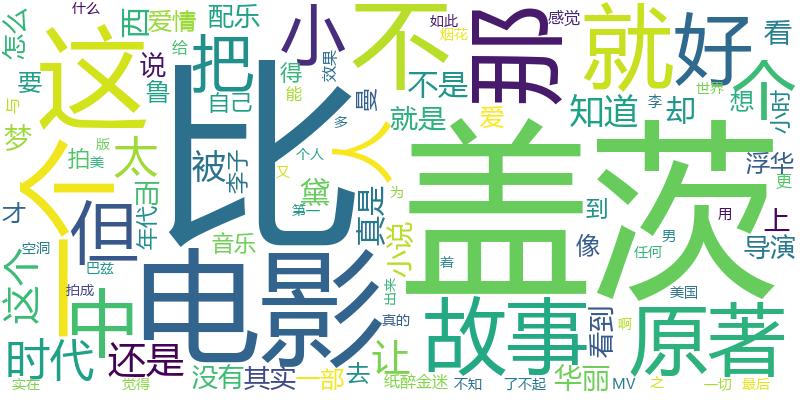 什么
爱情
配乐
如此
感觉
怎么
西
给
小
烟花
不
那
就
好
看
这
把
说
得
效果
要
鲁
自己
能
不是
曼
知道
却
想
个
小时
世界
与
梦
多
就是
爱
李
版
拍
美
太
被
李子
又
个人
人
比
盖茨
浮华
更
才
但
而
年代
黛
第一
真是
为
到
用
上
空洞
音乐
小说
像
任何
男
导演
这个
巴兹
一
中
电影
着
出来
故事
美国
拍成
真的
看到
啊
原著
时代
还是
没有
其实
一部
去
让
华丽
实在
觉得
纸醉金迷
不知
了不起
MV
之
一切
最后